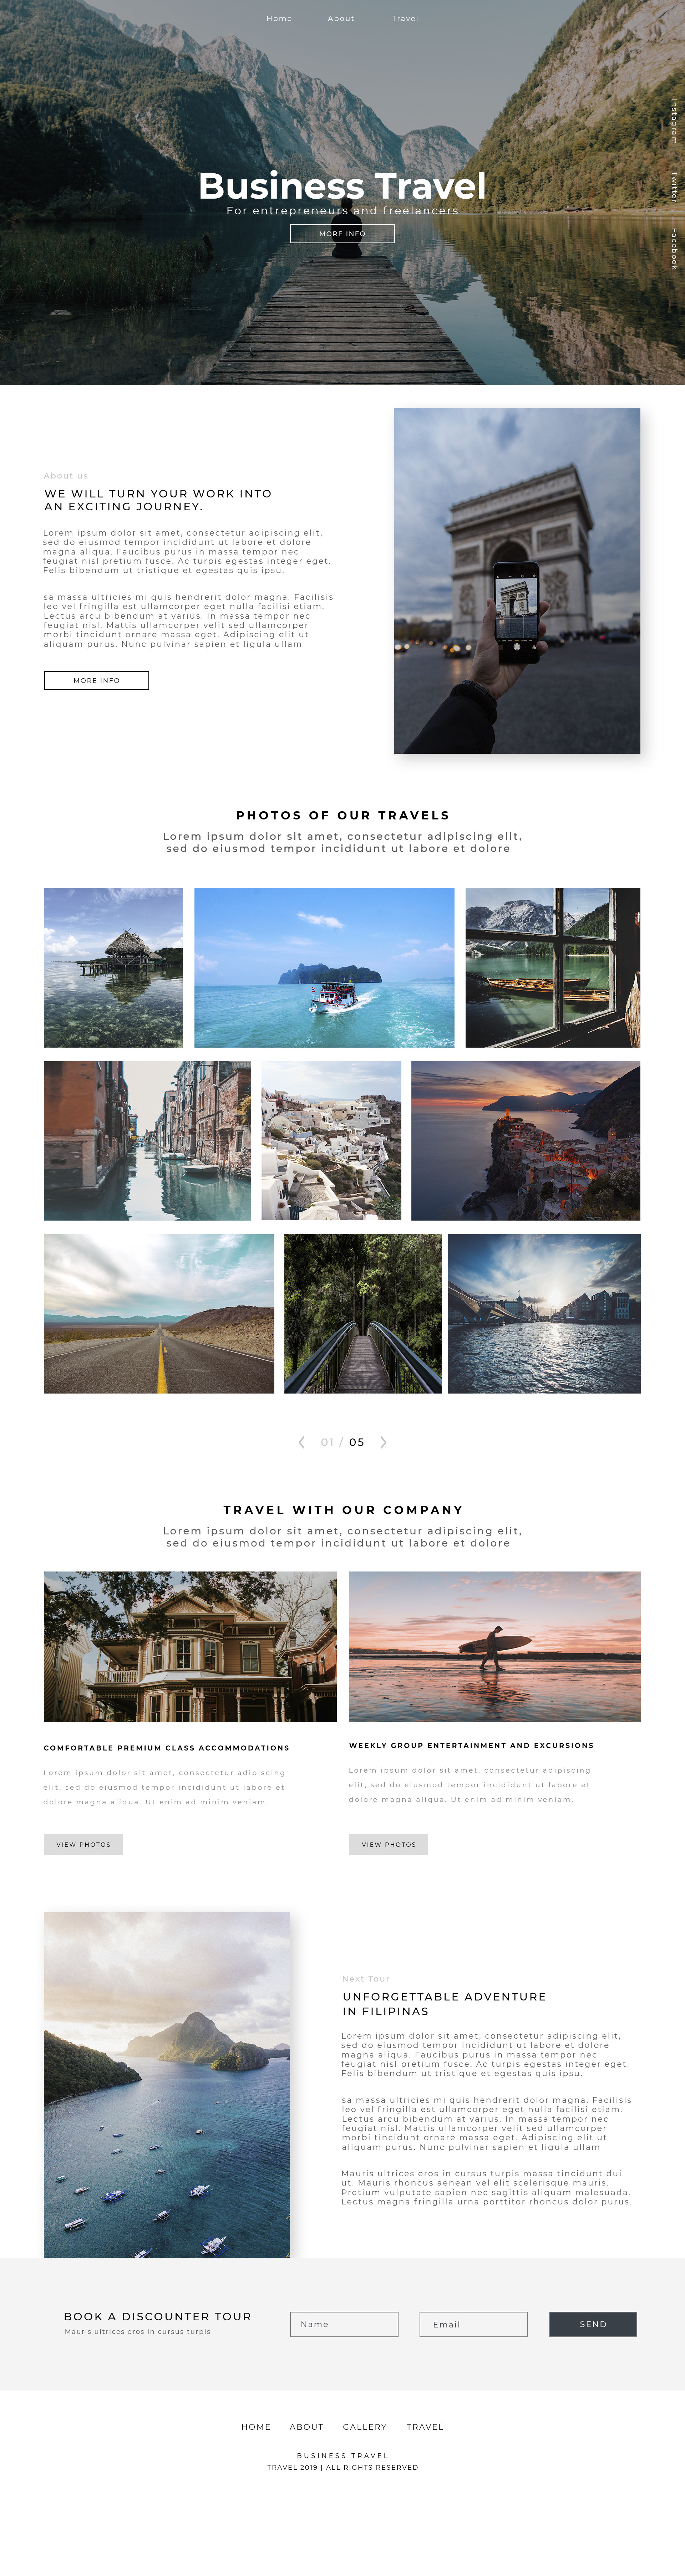 Home About Travel
Instagram
Twitter
Facebook
Business Travel
For entrepreneurs and freelancers
MORE INFO
About us
WE WILL TURN YOUR WORK INTO
AN EXCITING JOURNEY.
Lorem ipsum dolor sit amet, consectetur adipiscing elit,
sed do eiusmod tempor incididunt ut labore et dolore
magna aliqua. Faucibus purus in massa tempor nec
feugiat nisl pretium fusce. Ac turpis egestas integer eget.
Felis bibendum ut tristique et egestas quis ipsu.
sa massa ultricies mi quis hendrerit dolor magna. Facilisis
leo vel fringilla est ullamcorper eget nulla facilisi etiam.
Lectus arcu bibendum at varius. In massa tempor nec
feugiat nisl. Mattis ullamcorper velit sed ullamcorper
morbi tincidunt ornare massa eget. Adipiscing elit ut
aliquam purus. Nunc pulvinar sapien et ligula ullam
MORE INFO
PHOTOS OF OUR TRAVELS
Lorem ipsum dolor sit amet, consectetur adipiscing elit,
sed do eiusmod tempor incididunt ut labore et dolore
01 / 05
TRAVEL WITH OUR COMPANY
Lorem ipsum dolor sit amet, consectetur adipiscing elit,
sed do eiusmod tempor incididunt ut labore et dolore
COMFORTABLE PREMIUM CLASS ACCOMMODATIONS
Lorem ipsum dolor sit amet, consectetur adipiscing
elit, sed do eiusmod tempor incididunt ut labore et
dolore magna aliqua. Ut enim ad minim veniam.
VIEW PHOTOS
WEEKLY GROUP ENTERTAINMENT AND EXCURSIONS
Lorem ipsum dolor sit amet, consectetur adipiscing
elit, sed do eiusmod tempor incididunt ut labore et
dolore magna aliqua. Ut enim ad minim veniam.
VIEW PHOTOS
Next Tour
UNFORGETTABLE ADVENTURE
IN FILIPINAS
Lorem ipsum dolor sit amet, consectetur adipiscing elit,
sed do eiusmod tempor incididunt ut labore et dolore
magna aliqua. Faucibus purus in massa tempor nec
feugiat nisl pretium fusce. Ac turpis egestas integer eget.
Felis bibendum ut tristique et egestas quis ipsu.
sa massa ultricies mi quis hendrerit dolor magna. Facilisis
leo vel fringilla est ullamcorper eget nulla facilisi etiam.
Lectus arcu bibendum at varius. In massa tempor nec
feugiat nisl. Mattis ullamcorper velit sed ullamcorper
morbi tincidunt ornare massa eget. Adipiscing elit ut
aliquam purus. Nunc pulvinar sapien et ligula ullam
Mauris ultrices eros in cursus turpis massa tincidunt dui
ut. Mauris rhoncus aenean vel elit scelerisque mauris.
Pretium vulputate sapien nec sagittis aliquam malesuada.
Lectus magna fringilla urna porttitor rhoncus dolor purus.
BOOK A DISCOUNTER TOUR
Mauris ultrices eros in cursus turpis
Name
Email
SEND
HOME ABOUT GALLERY TRAVEL
BUSINESS TRAVEL
TRAVEL 2019 | ALL RIGHTS RESERVED